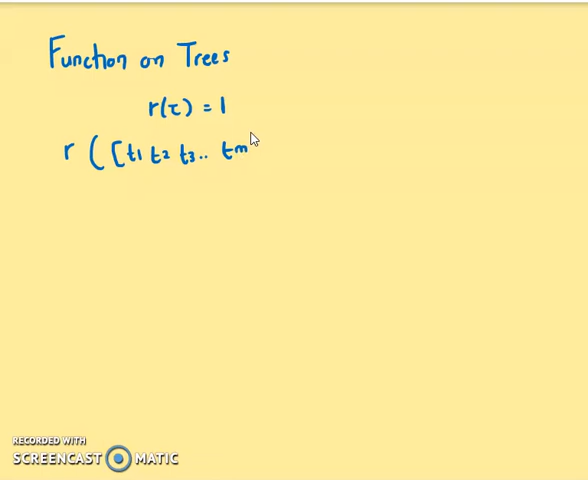 Function on Trees
r(τ) = 1
r ( [t1 t2 t3.. tm
RECORDED WITH
SCREENCAST MATIC